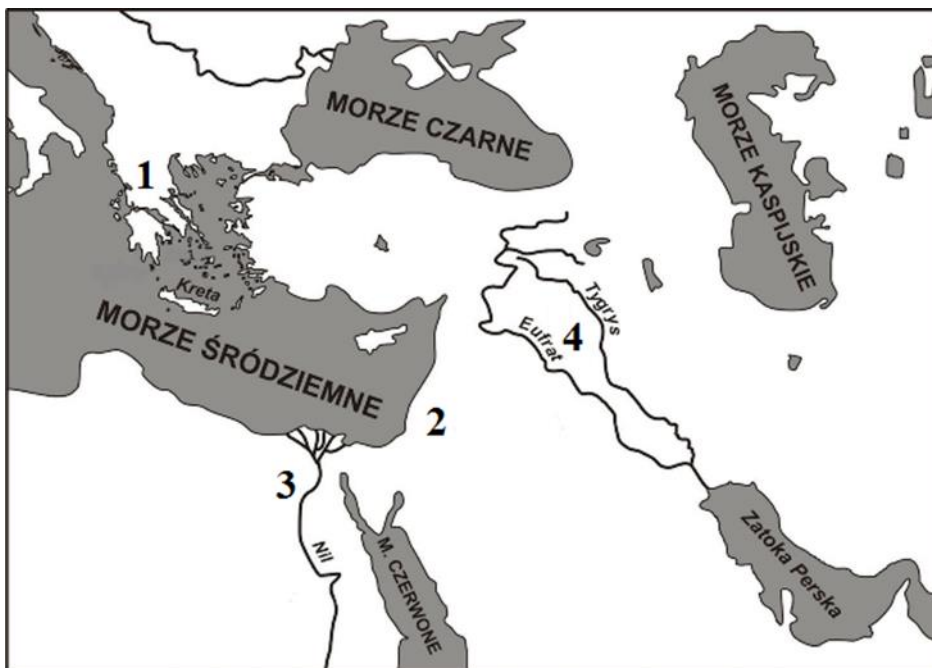 MORZE CZARNE
MORZE KASPIJSKIE
1
Kreta
Tygrys
Eufrat
4
MORZE ŚRÓDZIEMNE
2
3
Nil
M. CZERWONE
Zatoka Perska